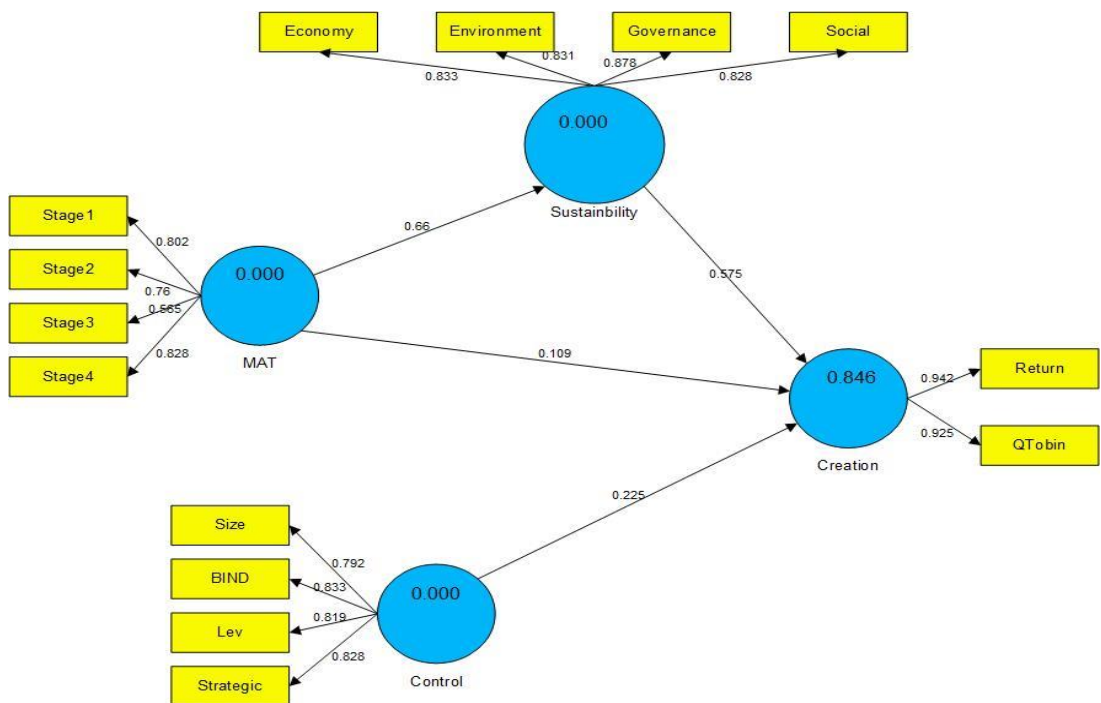 Economy
Environment
Governance
Social
0.833
0.831
0.878
0.828
0.000
Sustainbility
Stage1
Stage2
Stage3
Stage4
0.802
0.76
0.565
0.828
0.000
MAT
0.66
0.575
0.109
0.846
Creation
0.942
0.925
Return
QTobin
0.225
Size
BIND
Lev
Strategic
0.792
0.833
0.819
0.828
0.000
Control